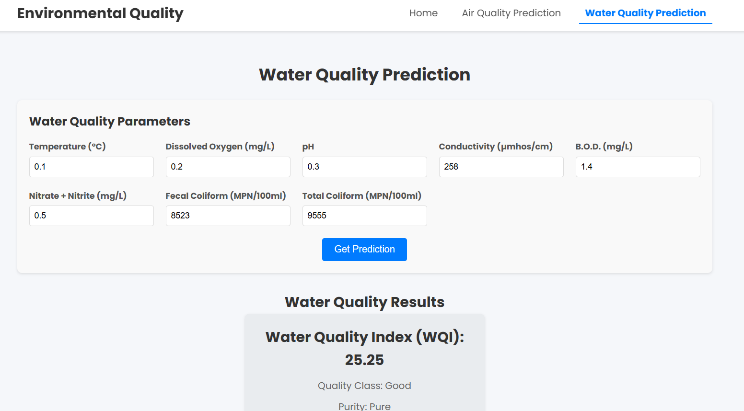 Environmental Quality
Home Air Quality Prediction Water Quality Prediction
Water Quality Prediction
Water Quality Parameters
Temperature (°C) Dissolved Oxygen (mg/L) pH Conductivity (µmhos/cm) B.O.D. (mg/L)
0.1 0.2 0.3 256 1.4
Nitrate + Nitrite (mg/L) Fecal Coliform (MPN/100ml) Total Coliform (MPN/100ml)
0.5 8523 9555
Get Prediction
Water Quality Results
Water Quality Index (WQI):
25.25
Quality Class: Good
Purity: Pure